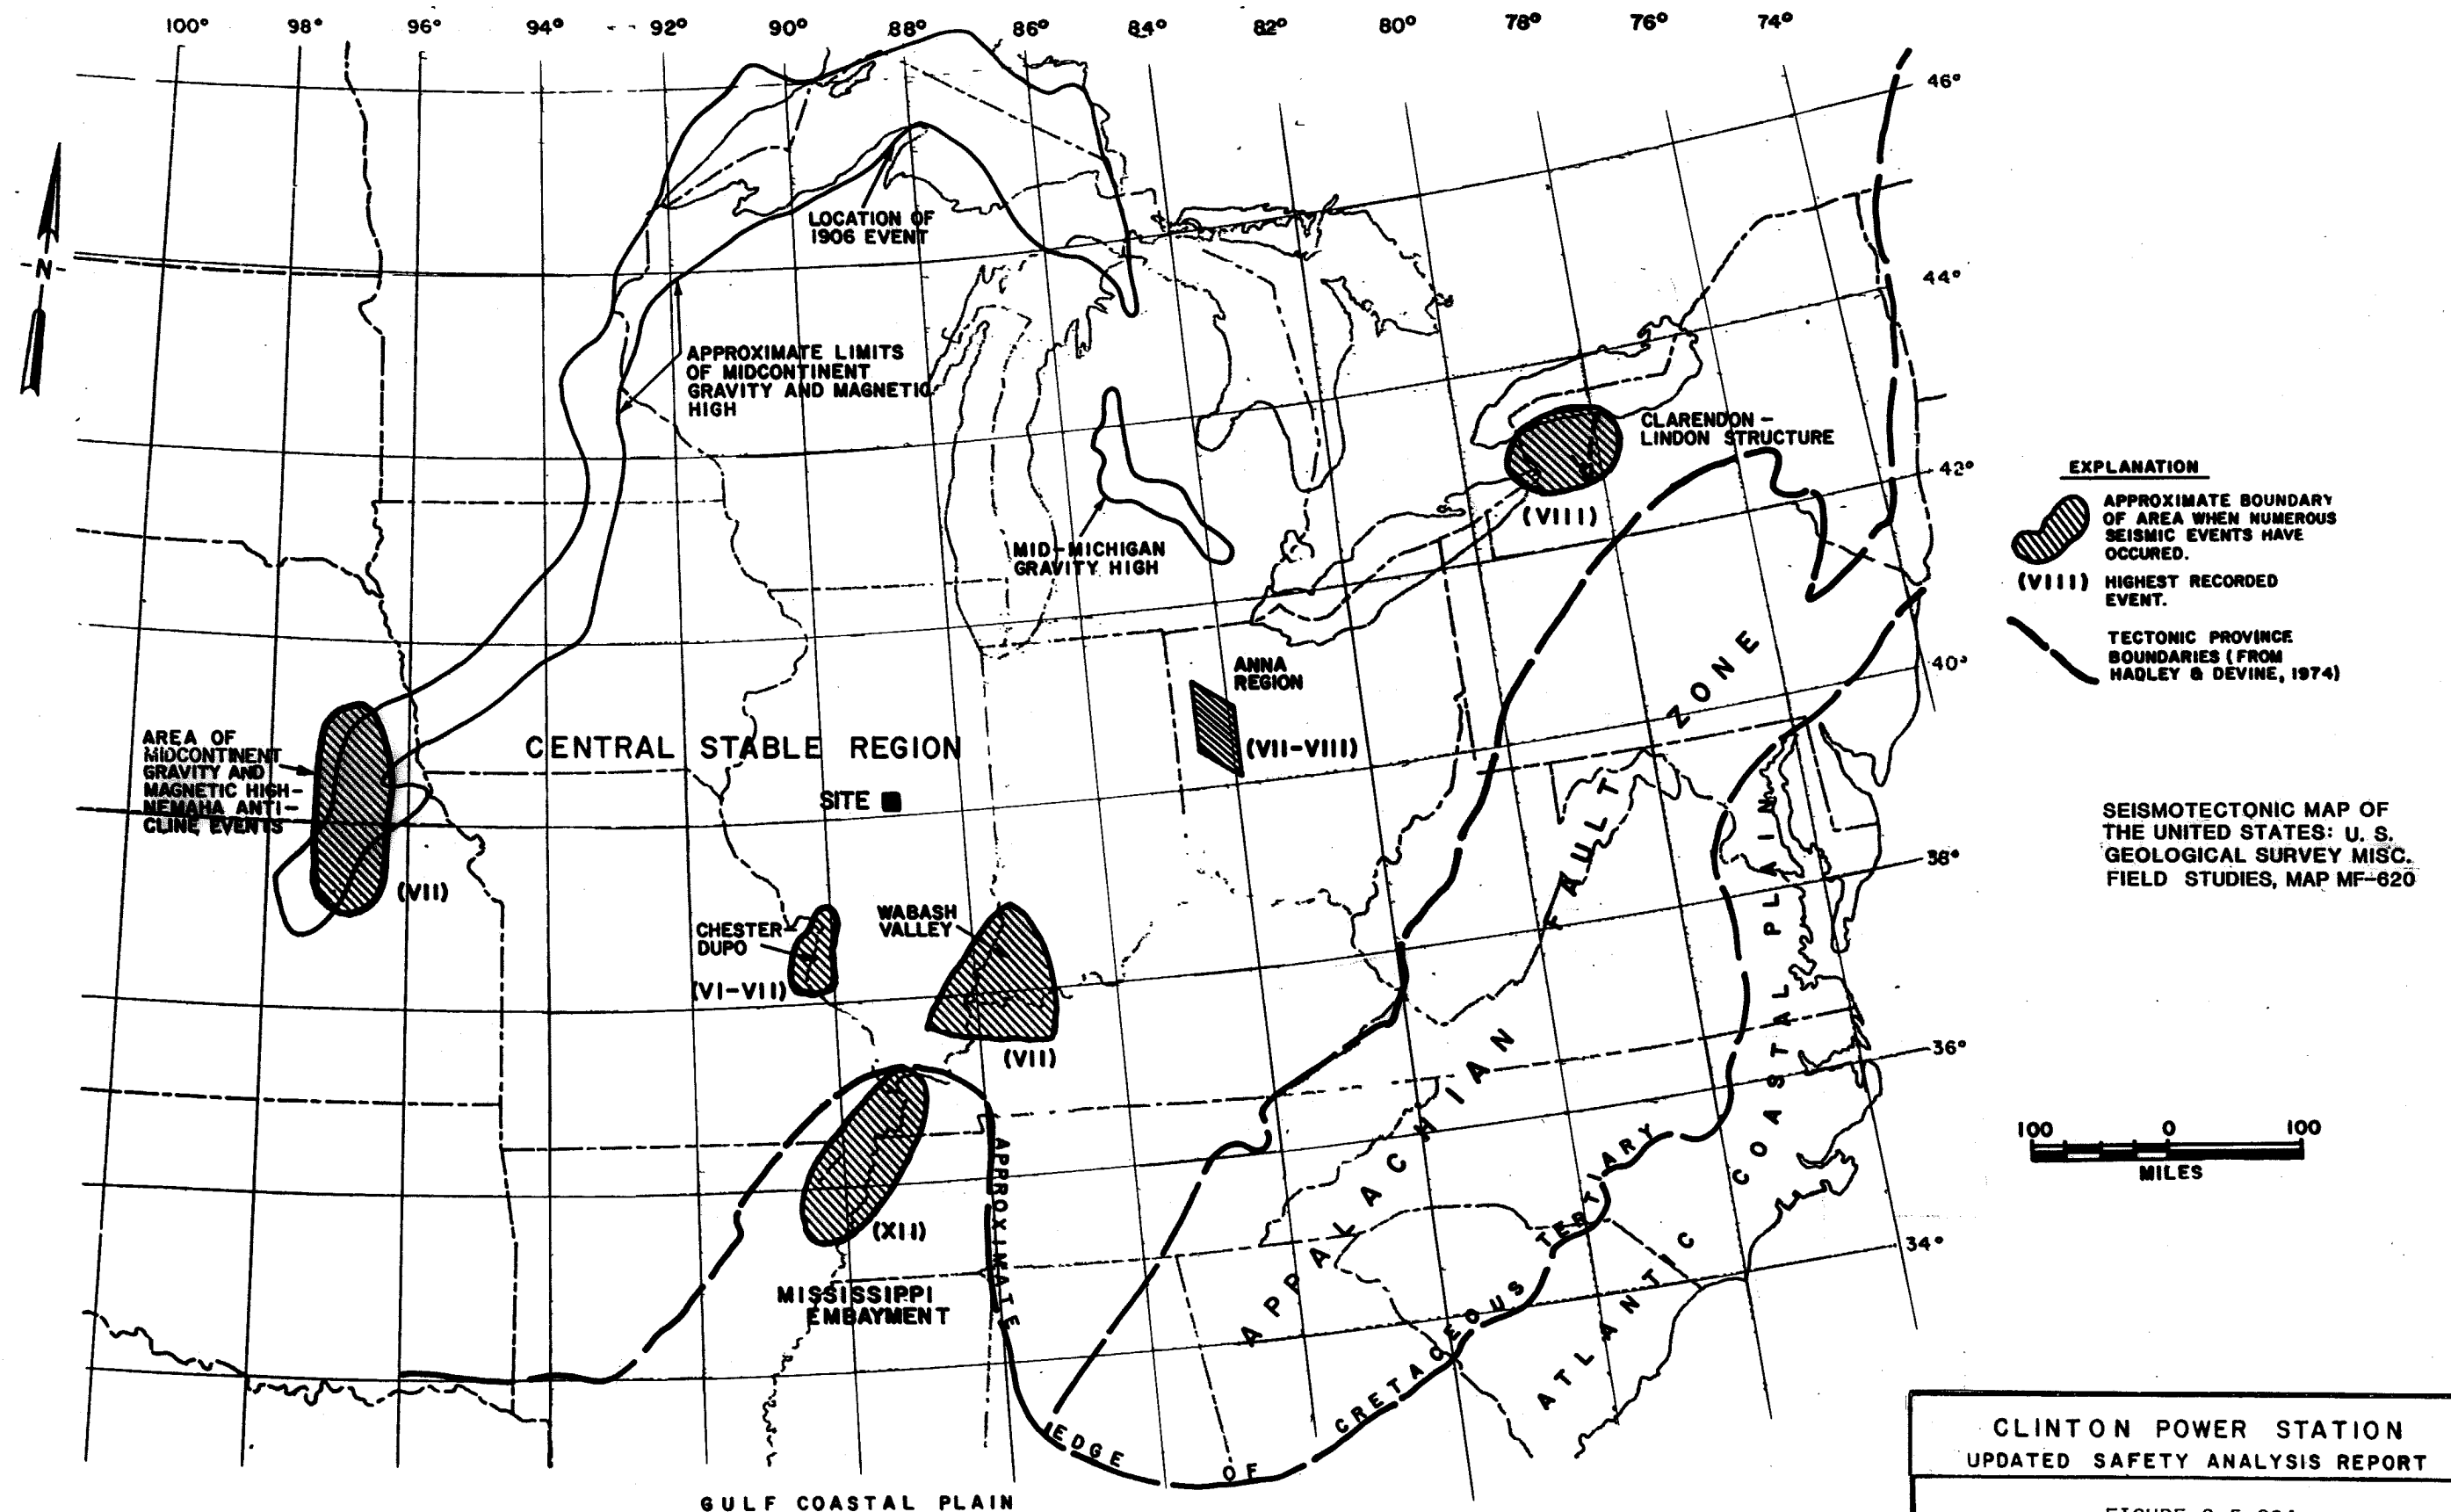 100° 98° 96° 94° 92° 90° 88° 86° 84° 82° 80° 78° 76° 74°
46°
44°
42°
40°
38°
36°
34°
N
LOCATION OF
1906 EVENT
APPROXIMATE LIMITS
OF MIDCONTINENT
GRAVITY AND MAGNETIC
HIGH
MID-MICHIGAN
GRAVITY HIGH
CLARENDON-
LINDON STRUCTURE
(VIII)
ANNA
REGION
(VII-VIII)
AREA OF
MIDCONTINENT
GRAVITY AND
MAGNETIC HIGH-
NEMAHA ANTI-
CLINE EVENTS
(VII)
CENTRAL STABLE REGION
SITE
CHESTER-
DUPO
(VI-VII)
WABASH
VALLEY
(VII)
(XII)
MISSISSIPPI
EMBAYMENT
APPROXIMATE EDGE OF CRETACEOUS TERTIARY
APPALACHIAN FAULT ZONE
ATLANTIC COASTAL PLAIN
GULF COASTAL PLAIN
EXPLANATION
APPROXIMATE BOUNDARY
OF AREA WHEN NUMEROUS
SEISMIC EVENTS HAVE
OCCURED.
(VIII) HIGHEST RECORDED
EVENT.
TECTONIC PROVINCE
BOUNDARIES (FROM
HADLEY & DEVINE, 1974)
SEISMOTECTONIC MAP OF
THE UNITED STATES: U. S.
GEOLOGICAL SURVEY MISC.
FIELD STUDIES, MAP MF-620
100 0 100
MILES
CLINTON POWER STATION
UPDATED SAFETY ANALYSIS REPORT